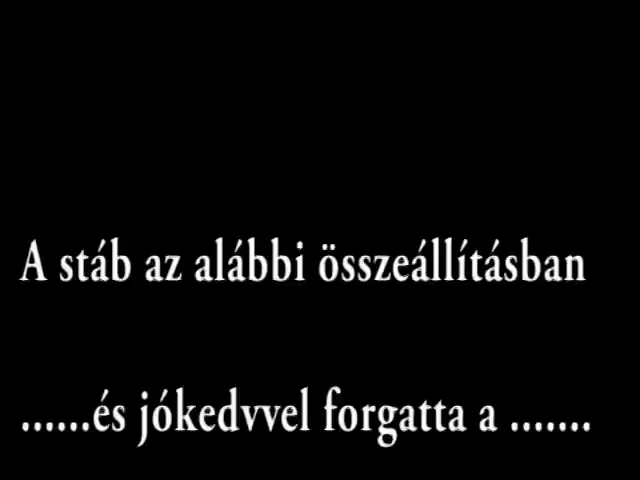 A stáb az alábbi összeállításban
......és jókedvvel forgatta a .......